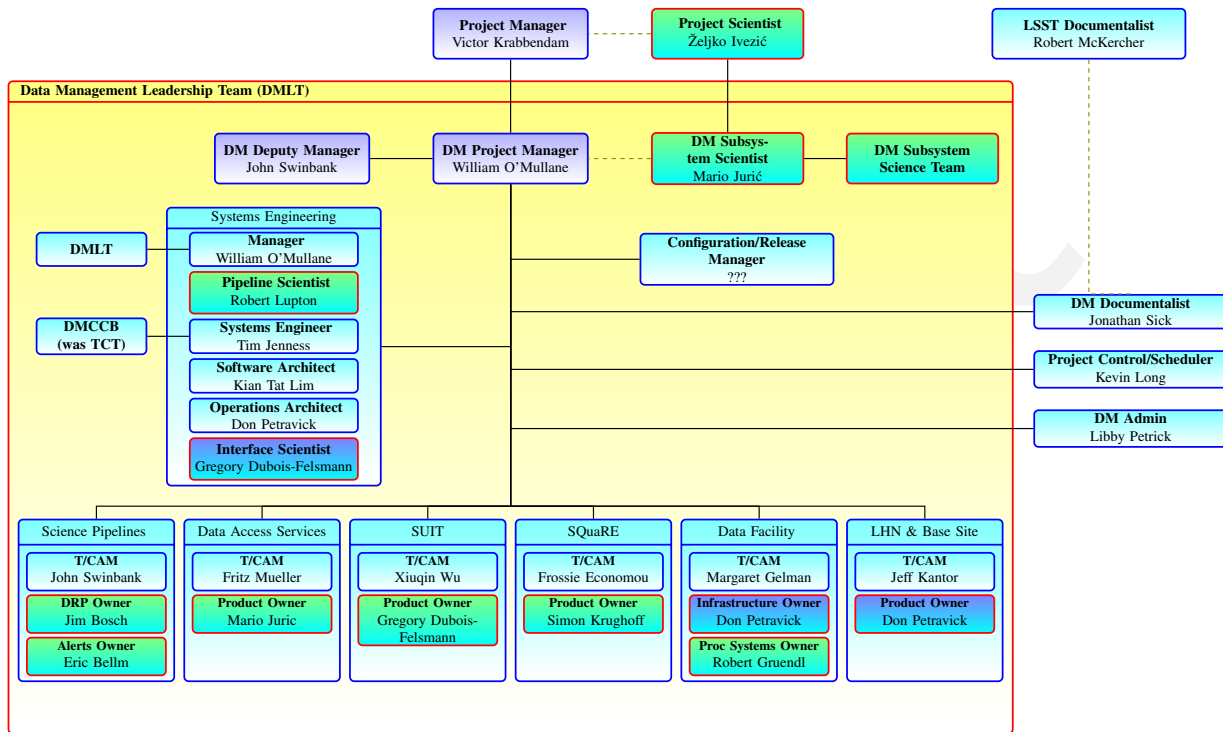 Project Manager
Victor Krabbendam
Project Scientist
Željko Ivezić
LSST Documentalist
Robert McKercher
Data Management Leadership Team (DMLT)
DM Deputy Manager
John Swinbank
DM Project Manager
William O'Mullane
DM Subsys-
tem Scientist
Mario Jurić
DM Subsystem
Science Team
Systems Engineering
DMLT
Manager
William O'Mullane
Configuration/Release
Manager
???
Pipeline Scientist
Robert Lupton
DM Documentalist
Jonathan Sick
DMCCB
(was TCT)
Systems Engineer
Tim Jenness
Software Architect
Kian Tat Lim
Project Control/Scheduler
Kevin Long
Operations Architect
Don Petravick
DM Admin
Libby Petrick
Interface Scientist
Gregory Dubois-Felsmann
Science Pipelines
T/CAM
John Swinbank
DRP Owner
Jim Bosch
Alerts Owner
Eric Bellm
Data Access Services
T/CAM
Fritz Mueller
Product Owner
Mario Juric
SUIT
T/CAM
Xiuqin Wu
Product Owner
Gregory Dubois-
Felsmann
SQuaRE
T/CAM
Frossie Economou
Product Owner
Simon Krughoff
Data Facility
T/CAM
Margaret Gelman
Infrastructure Owner
Don Petravick
Proc Systems Owner
Robert Gruendl
LHN & Base Site
T/CAM
Jeff Kantor
Product Owner
Don Petravick